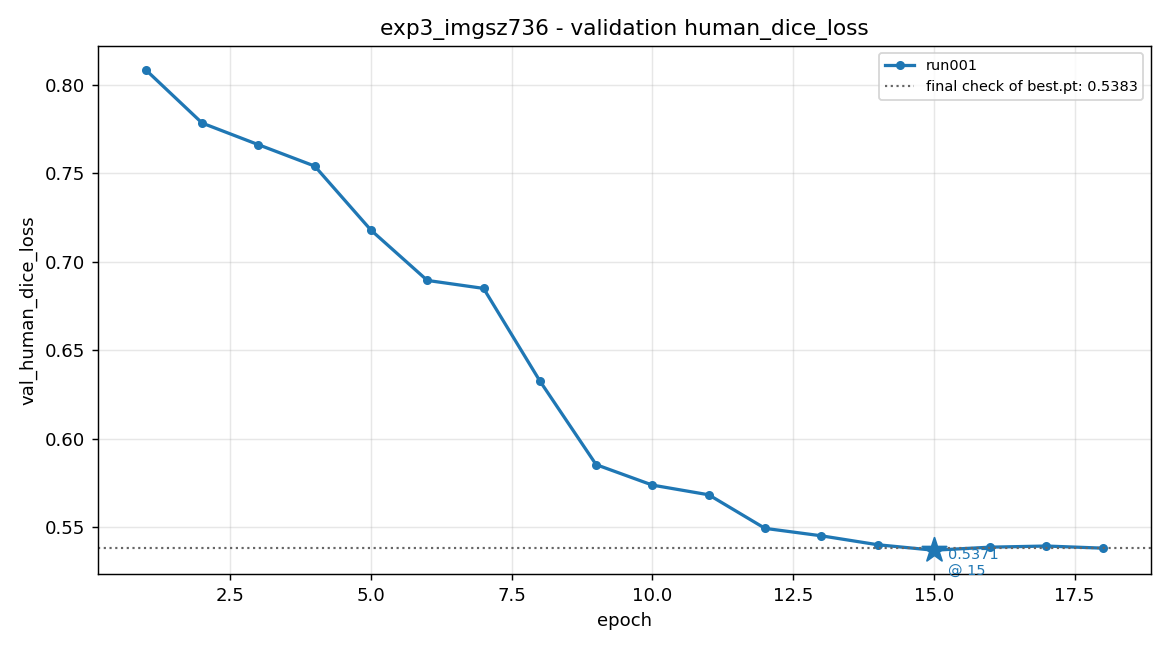 exp3_imgsz736 - validation human_dice_loss
run001
final check of best.pt: 0.5383
val_human_dice_loss
0.80
0.75
0.70
0.65
0.60
0.55
0.5371
@ 15
2.5 5.0 7.5 10.0 12.5 15.0 17.5
epoch